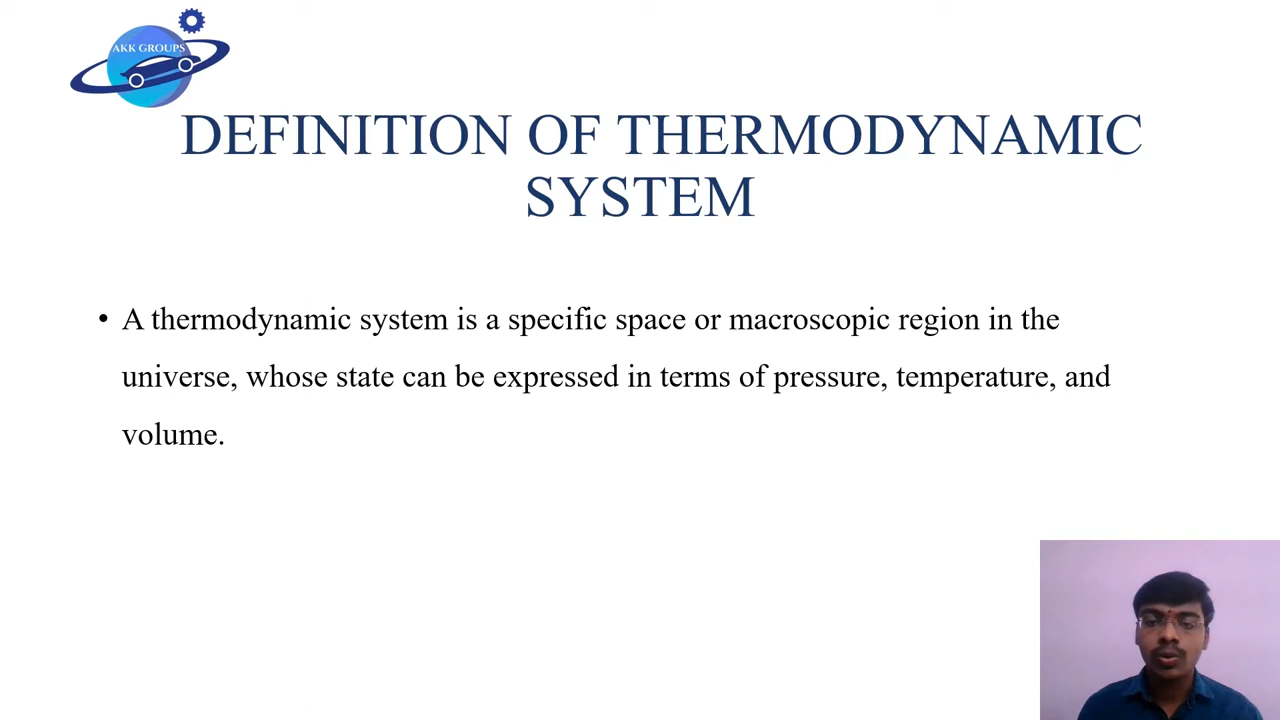 AKK GROUPS
DEFINITION OF THERMODYNAMIC
SYSTEM
• A thermodynamic system is a specific space or macroscopic region in the
universe, whose state can be expressed in terms of pressure, temperature, and
volume.